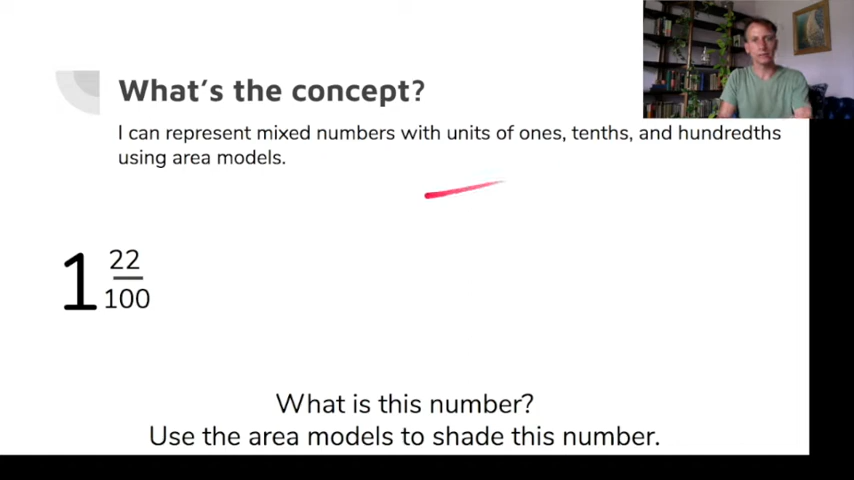 What's the concept?
I can represent mixed numbers with units of ones, tenths, and hundredths
using area models.
1 22/100
What is this number?
Use the area models to shade this number.